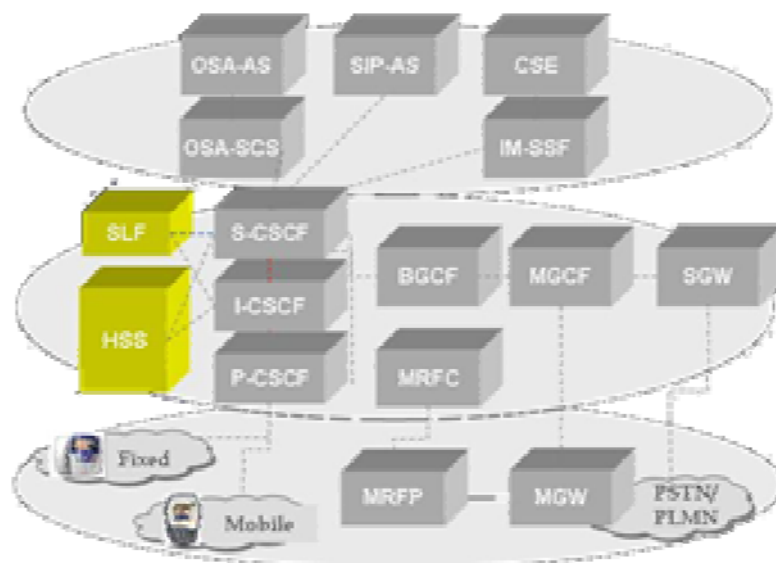 OSA-AS
SIP-AS
CSE
OSA-SCS
IM-SSF
SLF
S-CSCF
BGCF
MGCF
SGW
I-CSCF
HSS
P-CSCF
MRFC
Fixed
MRFP
MGW
PSTN/
PLMN
Mobile